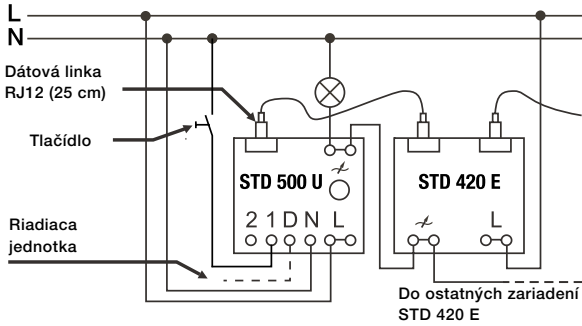 L
N
Dátová linka
RJ12 (25 cm)
Tlačídlo
STD 500 U
STD 420 E
2 1 D N L
L
Riadiaca
jednotka
Do ostatných zariadení
STD 420 E